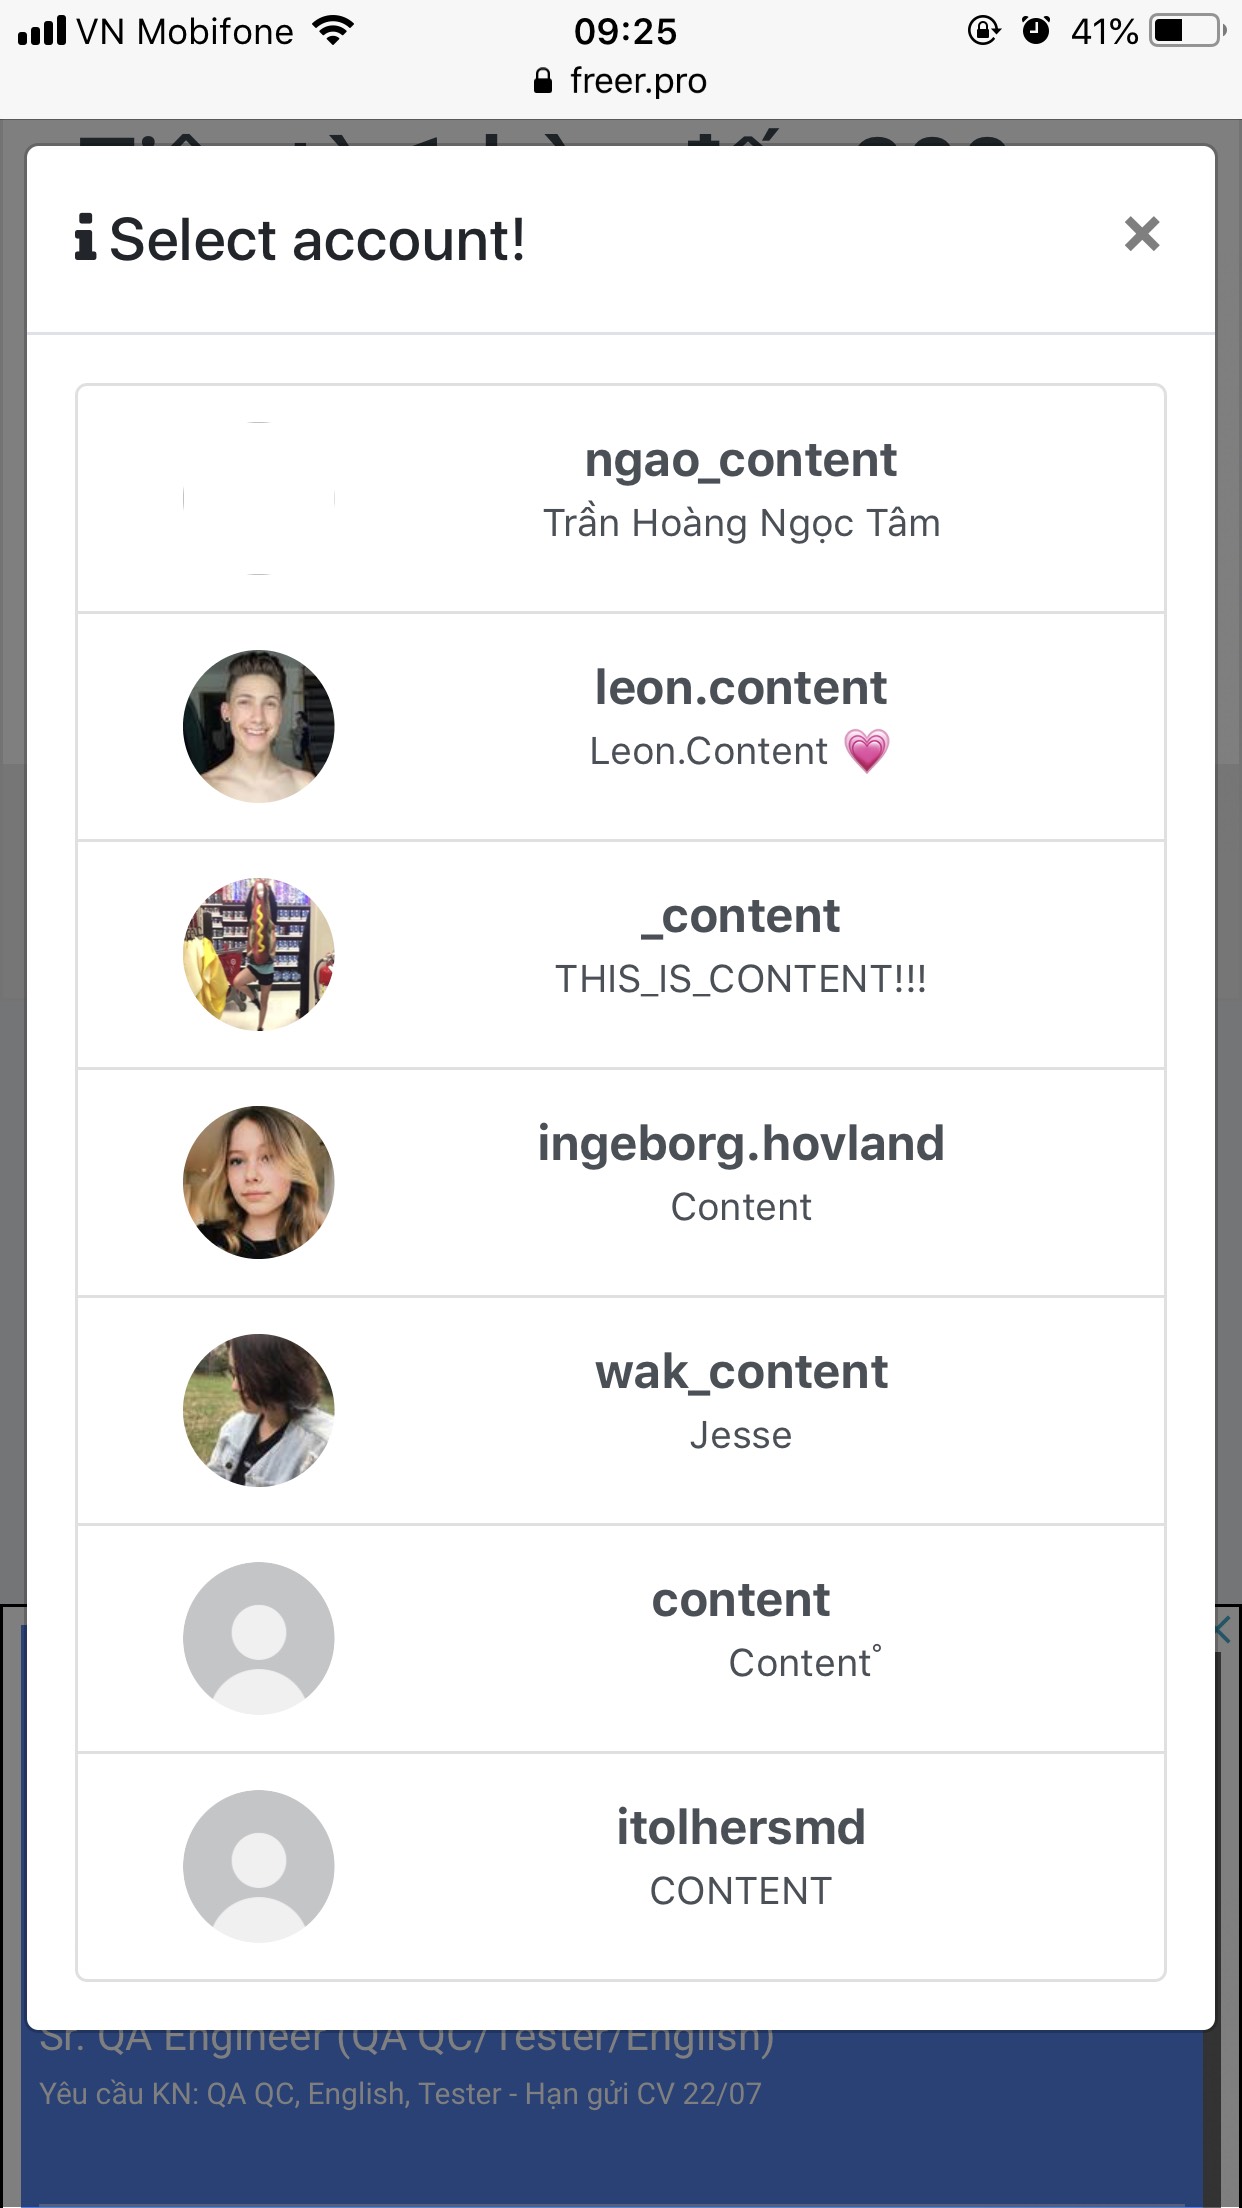 VN Mobifone 09:25 41%
freer.pro
Select account!
ngao_content
Trần Hoàng Ngọc Tâm
leon.content
Leon.Content 💗
_content
THIS_IS_CONTENT!!!
ingeborg.hovland
Content
wak_content
Jesse
content
Content°
itolhersmd
CONTENT
Sr. QA Engineer (QA QC/Tester/English)
Yêu cầu KN: QA QC, English, Tester - Hạn gửi CV 22/07